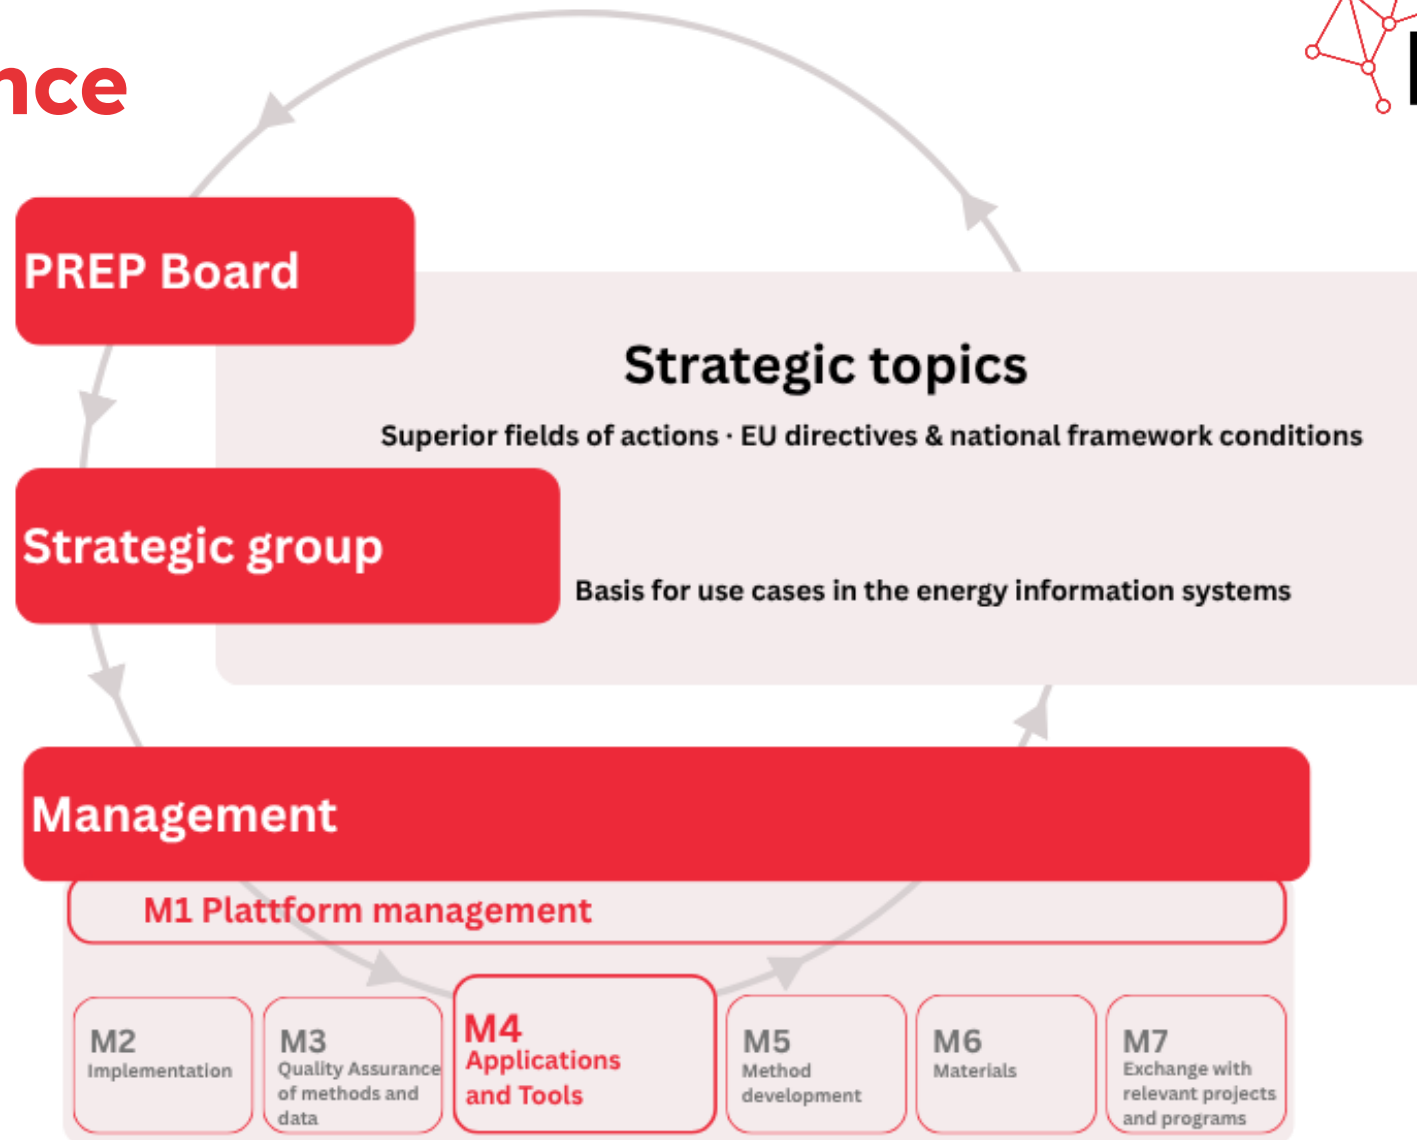 nce
PREP Board
Strategic topics
Superior fields of actions · EU directives & national framework conditions
Strategic group
Basis for use cases in the energy information systems
Management
M1 Plattform management
M2
Implementation
M3
Quality Assurance
of methods and
data
M4
Applications
and Tools
M5
Method
development
M6
Materials
M7
Exchange with
relevant projects
and programs